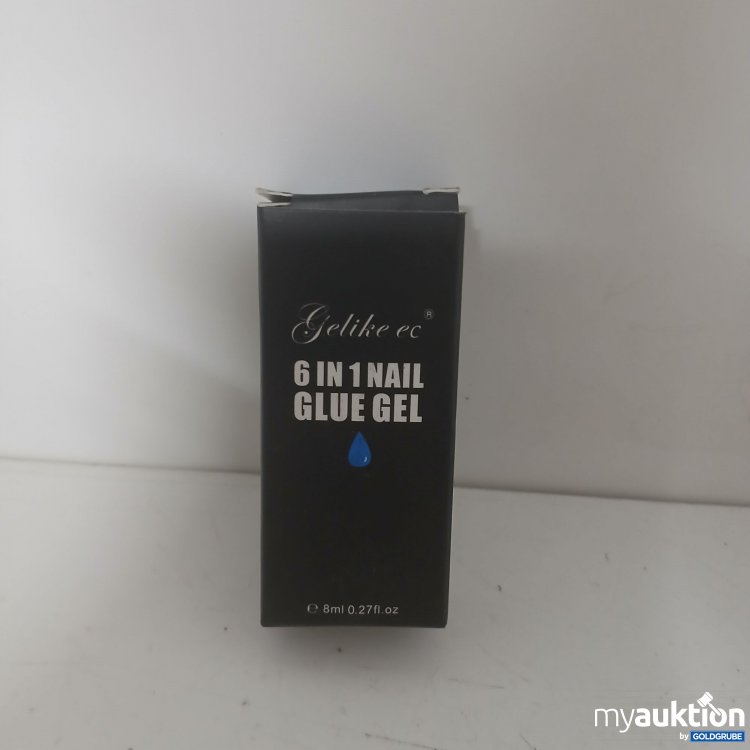 Gelike ec®
6 IN 1 NAIL
GLUE GEL
℮ 8ml 0.27fl.oz
myauktion
by GOLDGRUBE